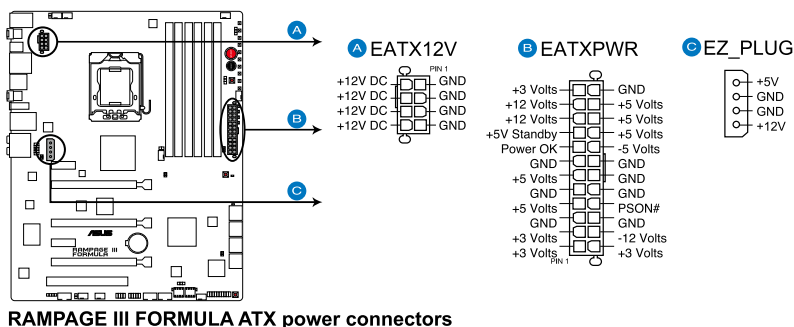 A
B
C
ASUS
RAMPAGE III
FORMULA
A EATX12V
PIN 1
+12V DC GND
+12V DC GND
+12V DC GND
+12V DC GND
B EATXPWR
+3 Volts GND
+12 Volts +5 Volts
+12 Volts +5 Volts
+5V Standby +5 Volts
Power OK -5 Volts
GND GND
+5 Volts GND
GND GND
+5 Volts PSON#
GND GND
+3 Volts -12 Volts
+3 Volts +3 Volts
PIN 1
C EZ_PLUG
+5V
GND
GND
+12V
RAMPAGE III FORMULA ATX power connectors